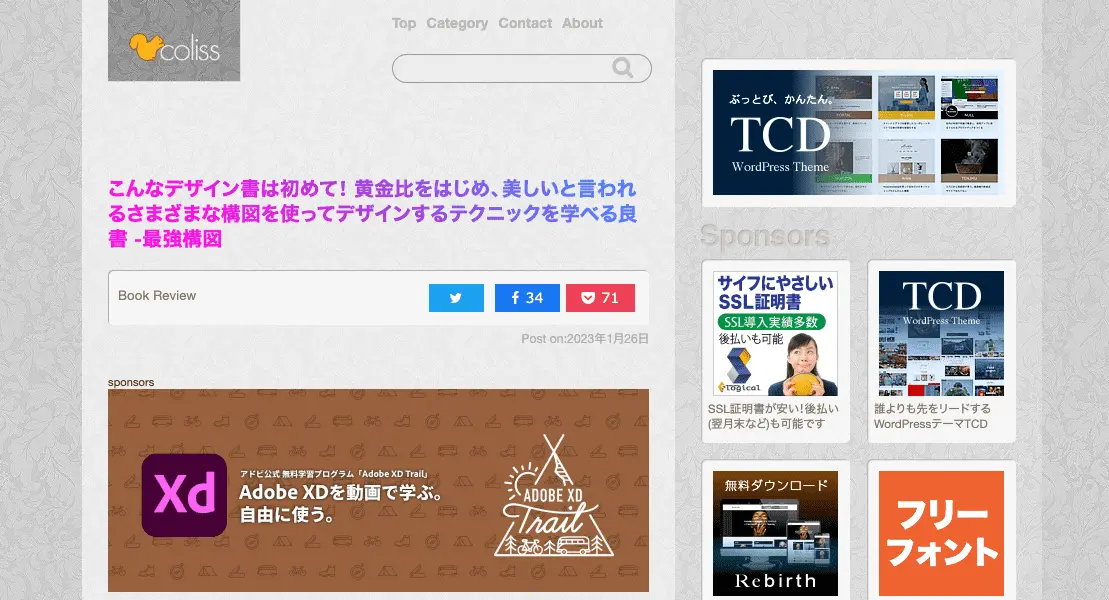 coliss
Top Category Contact About
こんなデザイン書は初めて! 黄金比をはじめ、美しいと言われ
るさまざまな構図を使ってデザインするテクニックを学べる良
書 -最強構図
Book Review
34
71
Post on:2023年1月26日
sponsors
Xd
アドビ公式 無料学習プログラム「Adobe XD Trail」
Adobe XDを動画で学ぶ。
自由に使う。
ADOBE XD
Trail
ぶっとび、かんたん。
TCD
WordPress Theme
Sponsors
サイフにやさしい
SSL証明書
SSL導入実績多数
後払いも可能
logical
SSL証明書が安い!後払い
(翌月末など)も可能です
TCD
WordPress Theme
誰よりも先をリードする
WordPressテーマTCD
無料ダウンロード
Rebirth
フリー
フォント